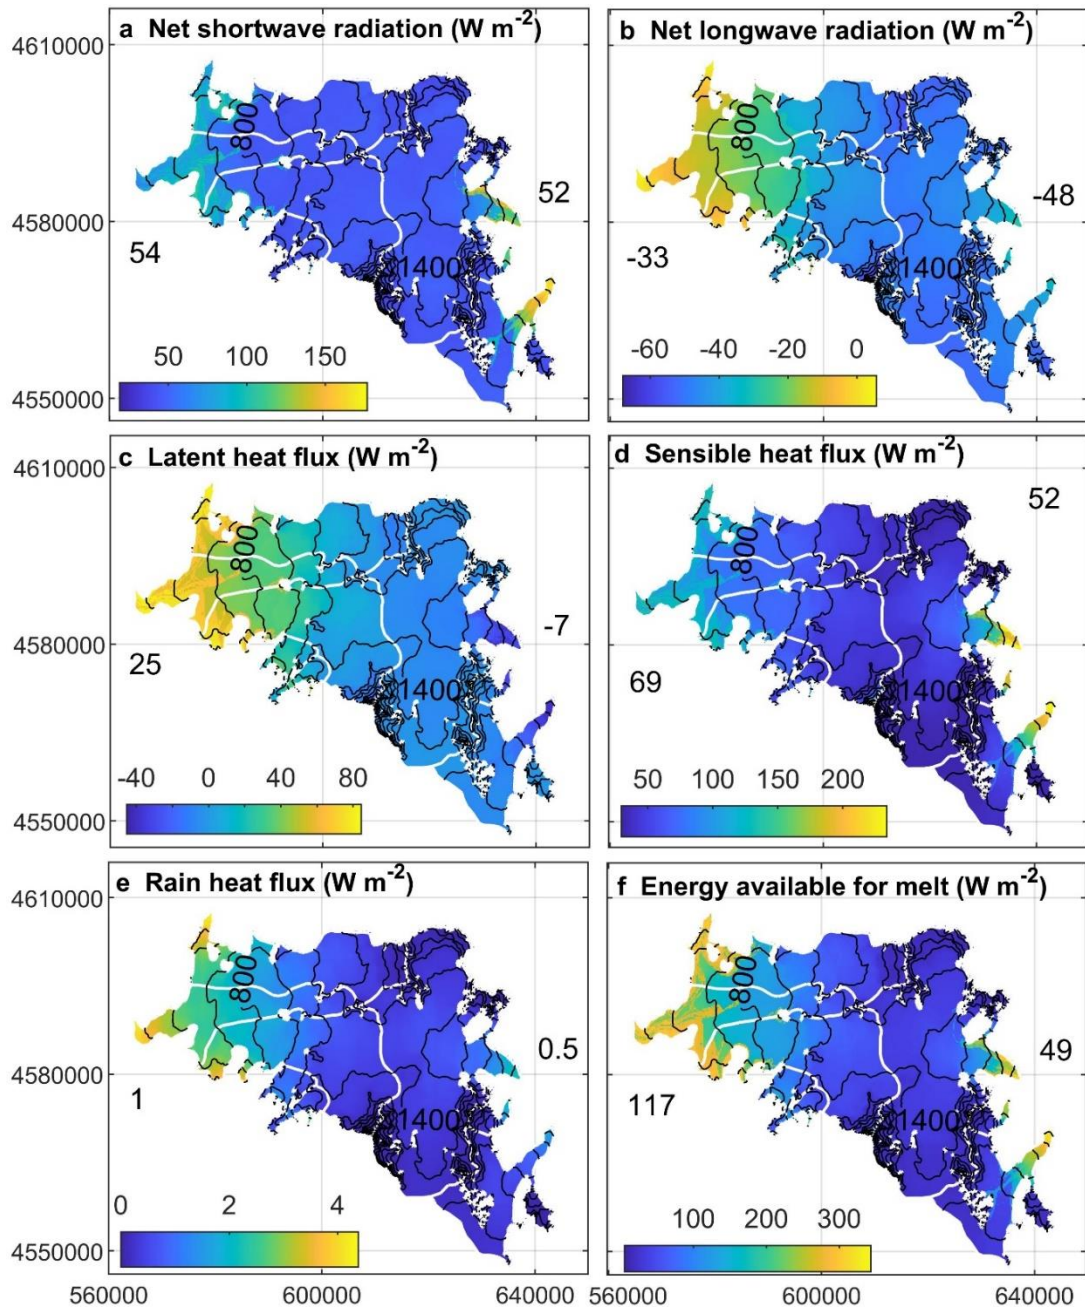 a Net shortwave radiation (W m⁻²)
b Net longwave radiation (W m⁻²)
4610000
800
800
52
-48
4580000
54
-33
1400
1400
50 100 150
-60 -40 -20 0
4550000
c Latent heat flux (W m⁻²)
d Sensible heat flux (W m⁻²)
4610000
52
800
800
-7
4580000
25
69
1400
1400
-40 0 40 80
50 100 150 200
4550000
e Rain heat flux (W m⁻²)
f Energy available for melt (W m⁻²)
4610000
800
800
0.5
49
4580000
1
117
1400
1400
0 2 4
100 200 300
4550000
560000 600000 640000
560000 600000 640000